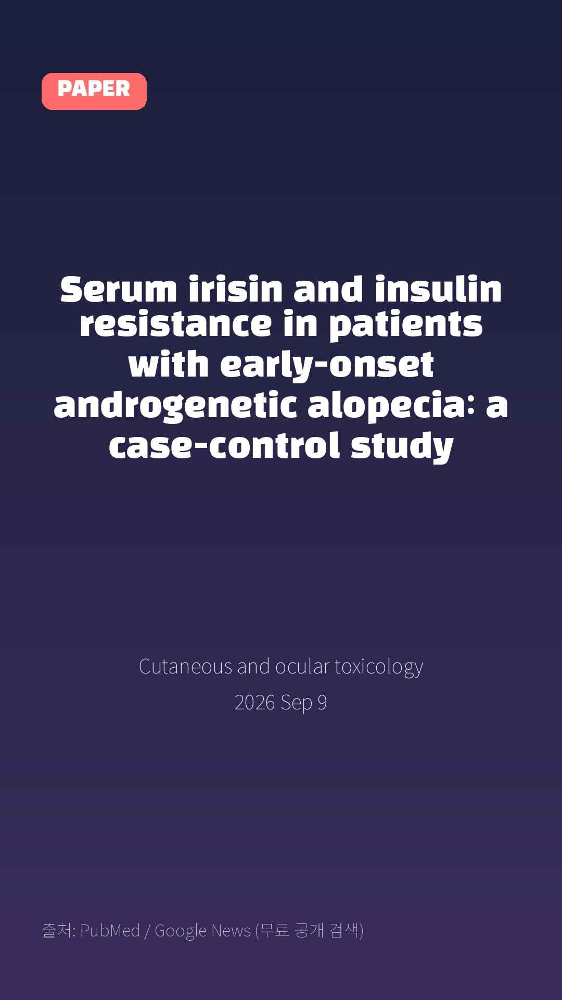 PAPER
Serum irisin and insulin
resistance in patients
with early-onset
androgenetic alopecia: a
case-control study
Cutaneous and ocular toxicology
2026 Sep 9
출처: PubMed / Google News (무료 공개 검색)